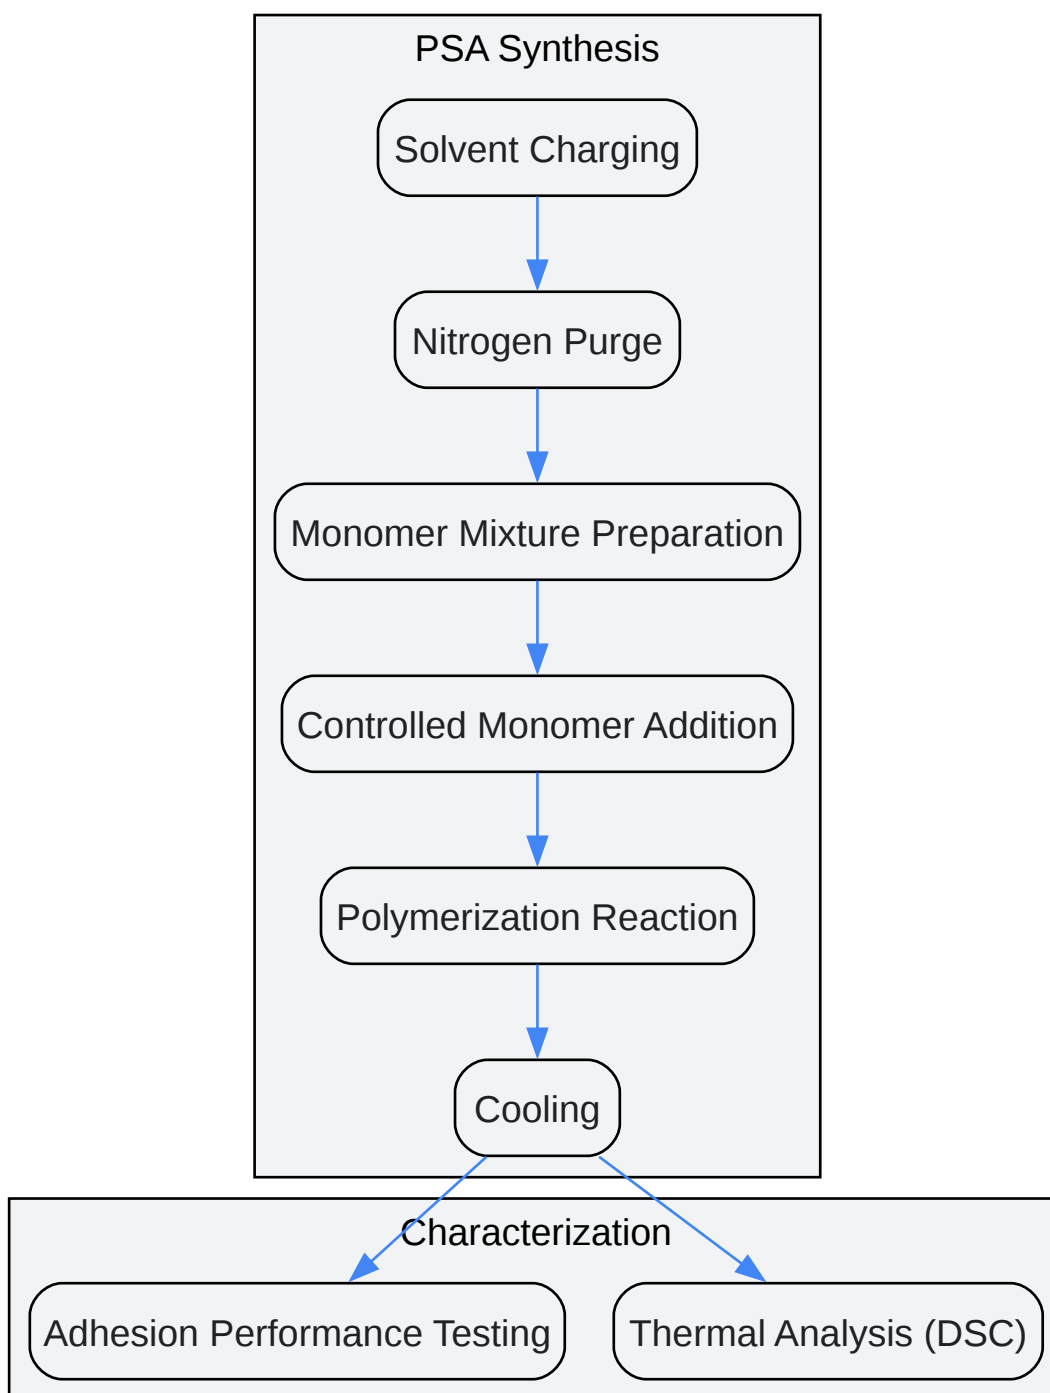 PSA Synthesis
Solvent Charging
Nitrogen Purge
Monomer Mixture Preparation
Controlled Monomer Addition
Polymerization Reaction
Cooling
Characterization
Adhesion Performance Testing
Thermal Analysis (DSC)